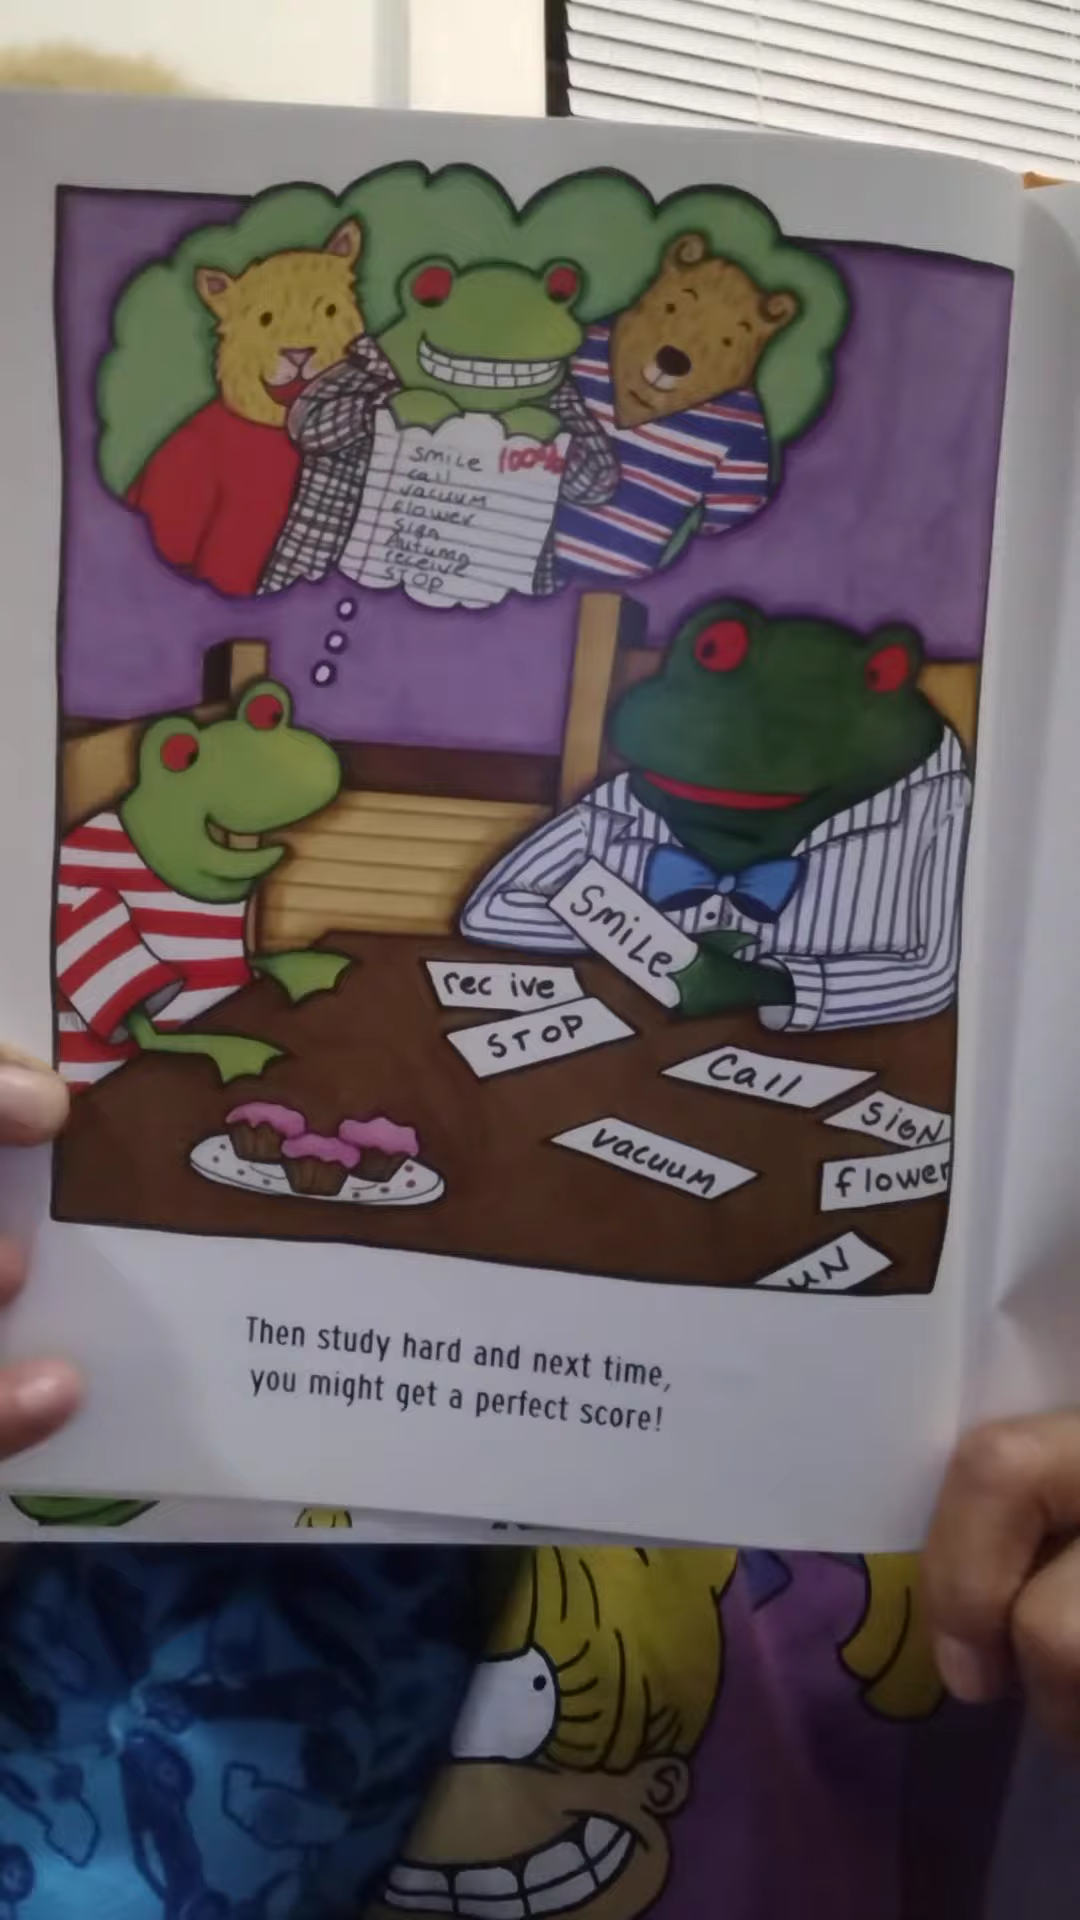 SMiLe 100%
call
vacuum
flower
sign
Autumn
receive
STOP
SMiLe
rec ive
STOP
Call
SiGN
vacuum
flower
uN
Then study hard and next time,
you might get a perfect score!